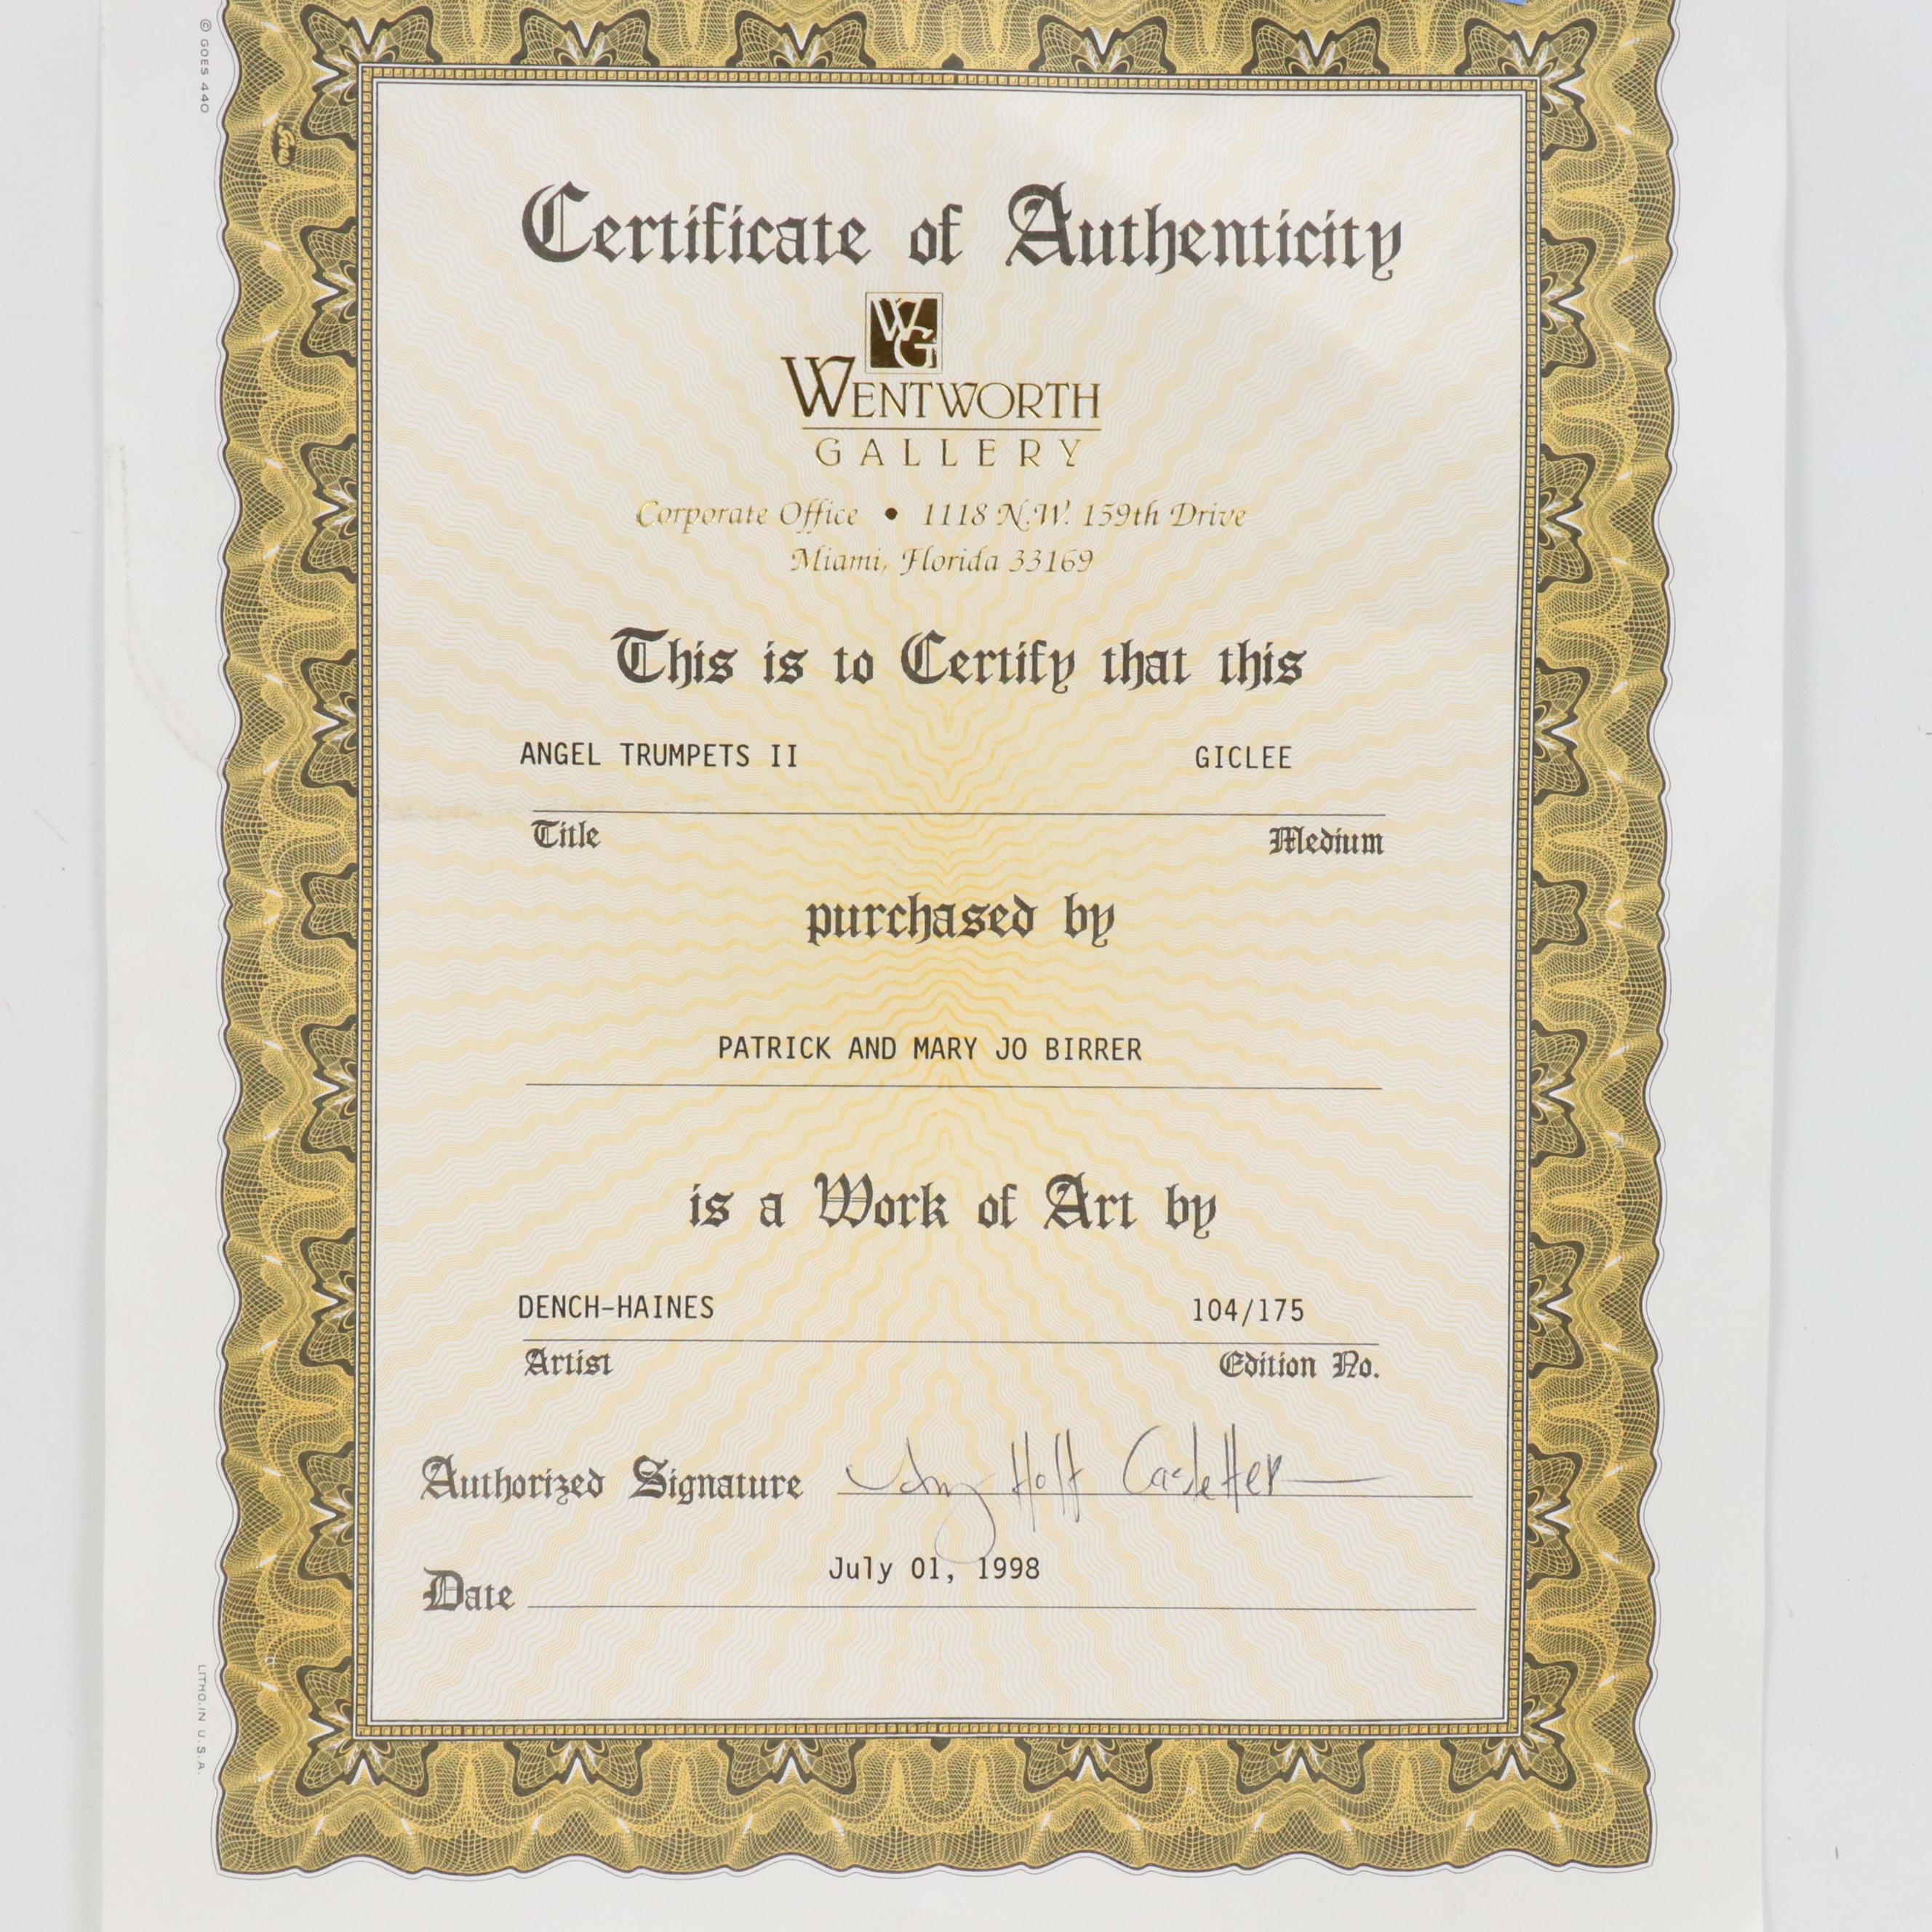 © GOES 440
Goes
Certificate of Authenticity
WG
WENTWORTH
GALLERY
Corporate Office • 1118 N.W. 159th Drive
Miami, Florida 33169
This is to Certify that this
ANGEL TRUMPETS II GICLEE
Title Medium
purchased by
PATRICK AND MARY JO BIRRER
is a Work of Art by
DENCH-HAINES 104/175
Artist Edition No.
Authorized Signature Holt
Date July 01, 1998
LITHO. IN U.S.A.